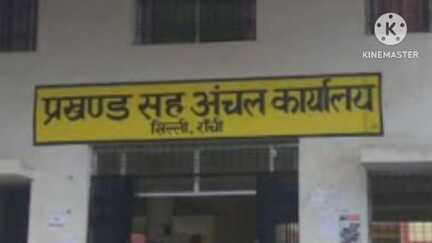 KINEMASTER
प्रखण्ड सह अंचल कार्यालय
सिल्ली, राँची